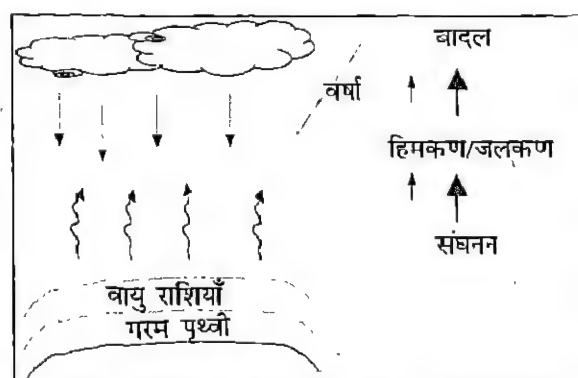 बादल
वर्षा
हिमकण/जलकण
संघनन
वायु राशियाँ
गरम पृथ्वी